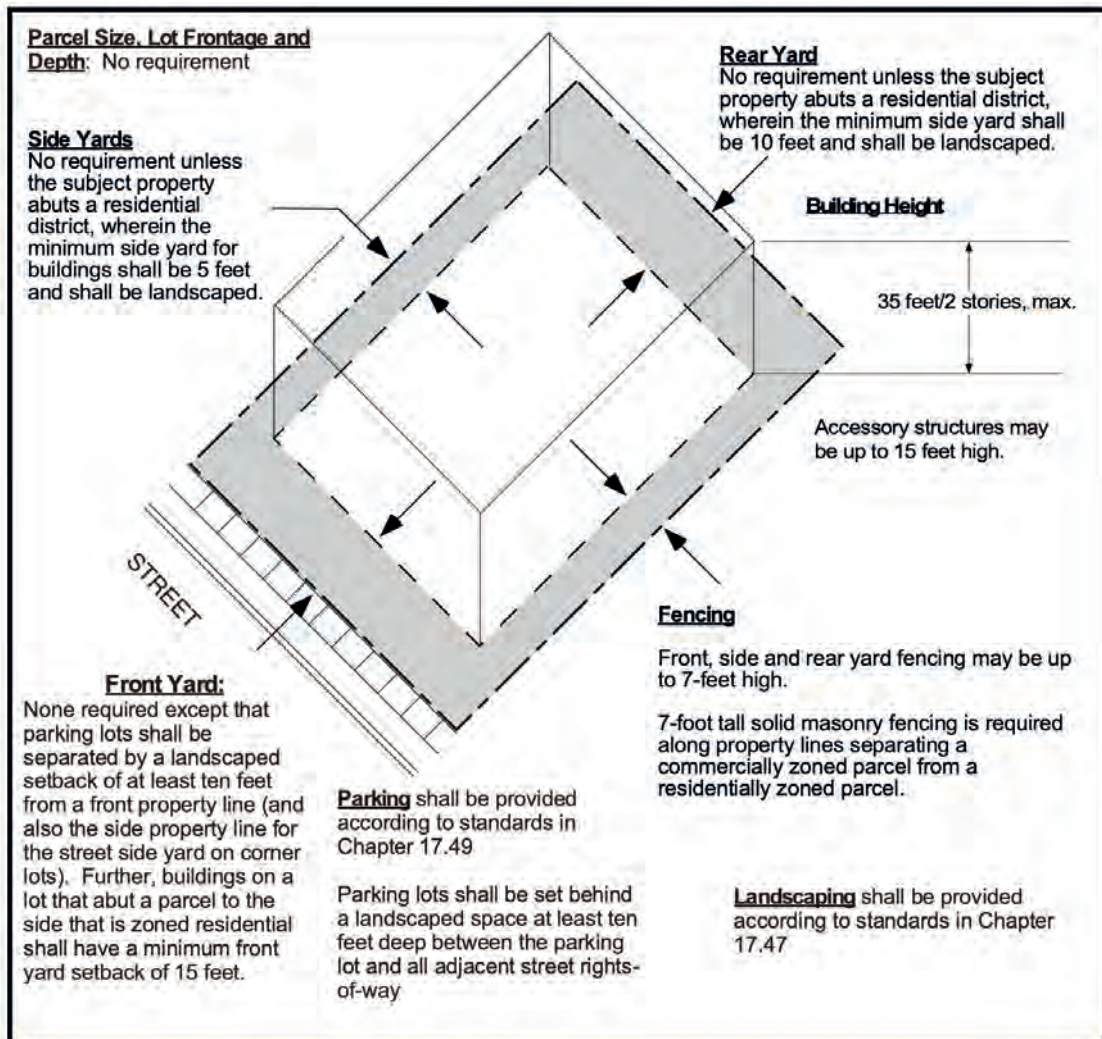 Parcel Size, Lot Frontage and
Depth: No requirement
Side Yards
No requirement unless
the subject property
abuts a residential
district, wherein the
minimum side yard for
buildings shall be 5 feet
and shall be landscaped.
Rear Yard
No requirement unless the subject
property abuts a residential district,
wherein the minimum side yard shall
be 10 feet and shall be landscaped.
Building Height
35 feet/2 stories, max.
Accessory structures may
be up to 15 feet high.
STREET
Front Yard:
None required except that
parking lots shall be
separated by a landscaped
setback of at least ten feet
from a front property line (and
also the side property line for
the street side yard on corner
lots). Further, buildings on a
lot that abut a parcel to the
side that is zoned residential
shall have a minimum front
yard setback of 15 feet.
Parking shall be provided
according to standards in
Chapter 17.49
Parking lots shall be set behind
a landscaped space at least ten
feet deep between the parking
lot and all adjacent street rights-
of-way
Fencing
Front, side and rear yard fencing may be up
to 7-feet high.
7-foot tall solid masonry fencing is required
along property lines separating a
commercially zoned parcel from a
residentially zoned parcel.
Landscaping shall be provided
according to standards in Chapter
17.47